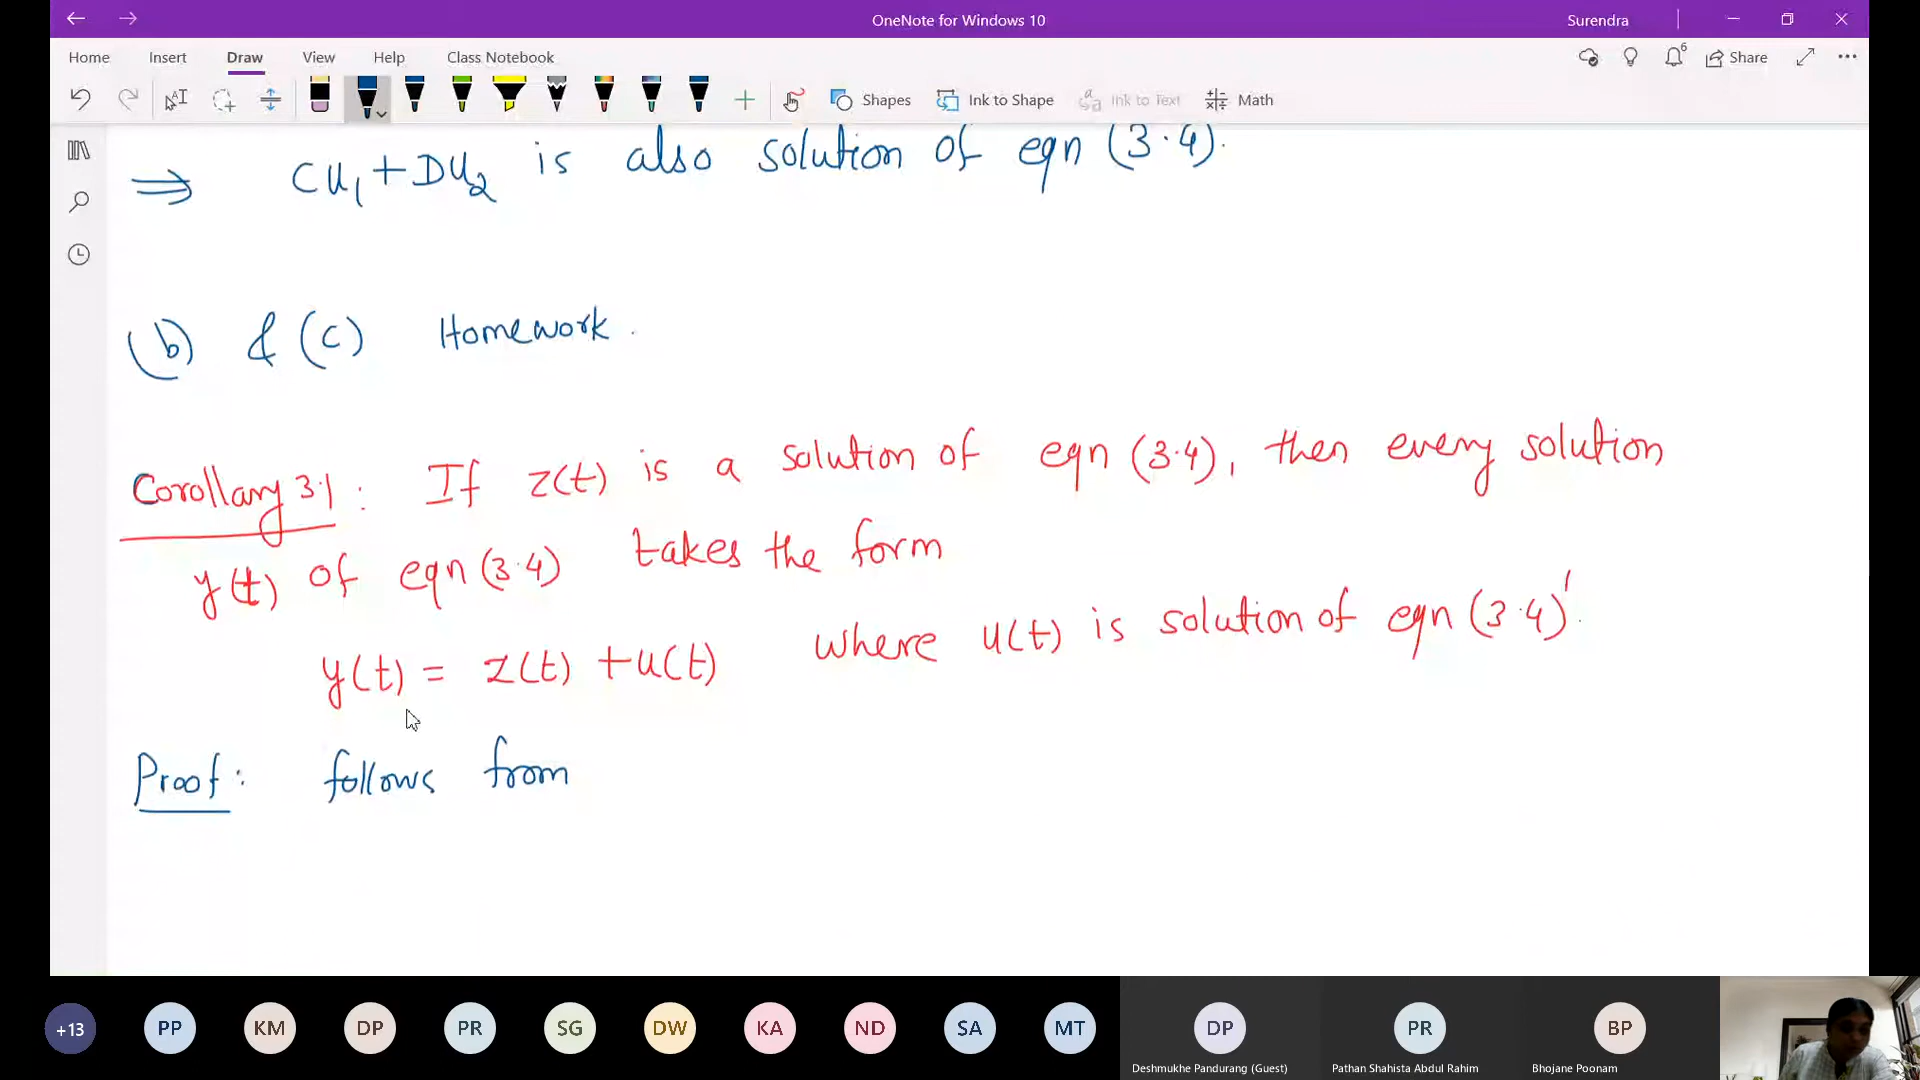 OneNote for Windows 10
Surendra
Home Insert Draw View Help Class Notebook
Share
6
Shapes Ink to Shape Ink to Text Math
⇒ CU₁+DU₂ is also solution of eqn (3.4).
(b) & (c) Homework.
Corollary 3.1: If z(t) is a solution of eqn (3.4), then every solution
y(t) of eqn (3.4) takes the form
y(t) = z(t) + u(t) where u(t) is solution of eqn (3.4)'.
Proof: follows from
+13 PP KM DP PR SG DW KA ND SA MT DP PR BP
Deshmukhe Pandurang (Guest) Pathan Shahista Abdul Rahim Bhojane Poonam